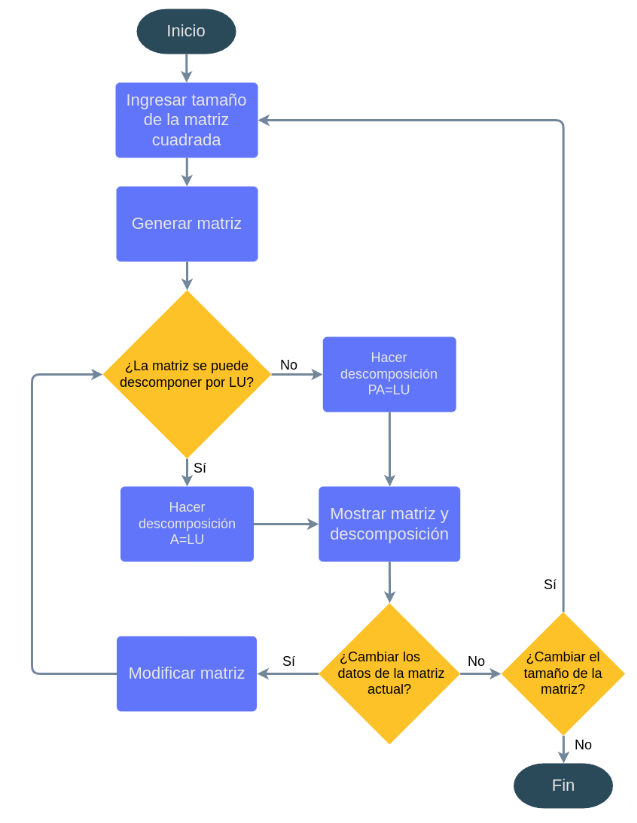 Inicio
Ingresar tamaño
de la matriz
cuadrada
Generar matriz
¿La matriz se puede
descomponer por LU?
No
Hacer
descomposición
PA=LU
Sí
Hacer
descomposición
A=LU
Mostrar matriz y
descomposición
Sí
¿Cambiar los
datos de la matriz
actual?
Sí
Modificar matriz
No
¿Cambiar el
tamaño de la
matriz?
No
Fin